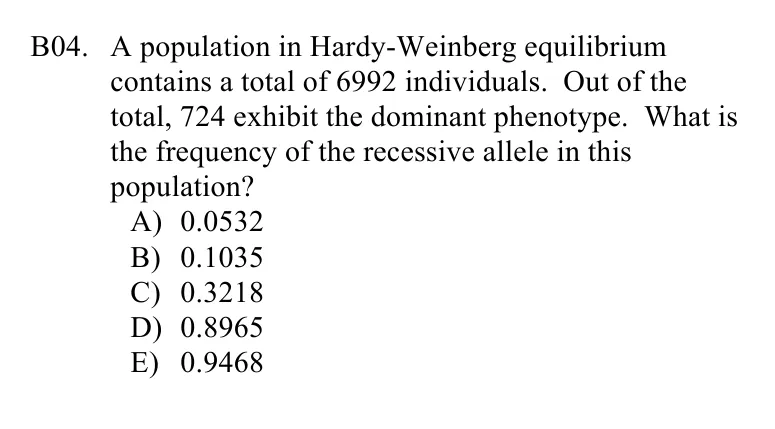 B04. A population in Hardy-Weinberg equilibrium
contains a total of 6992 individuals. Out of the
total, 724 exhibit the dominant phenotype. What is
the frequency of the recessive allele in this
population?
A) 0.0532
B) 0.1035
C) 0.3218
D) 0.8965
E) 0.9468